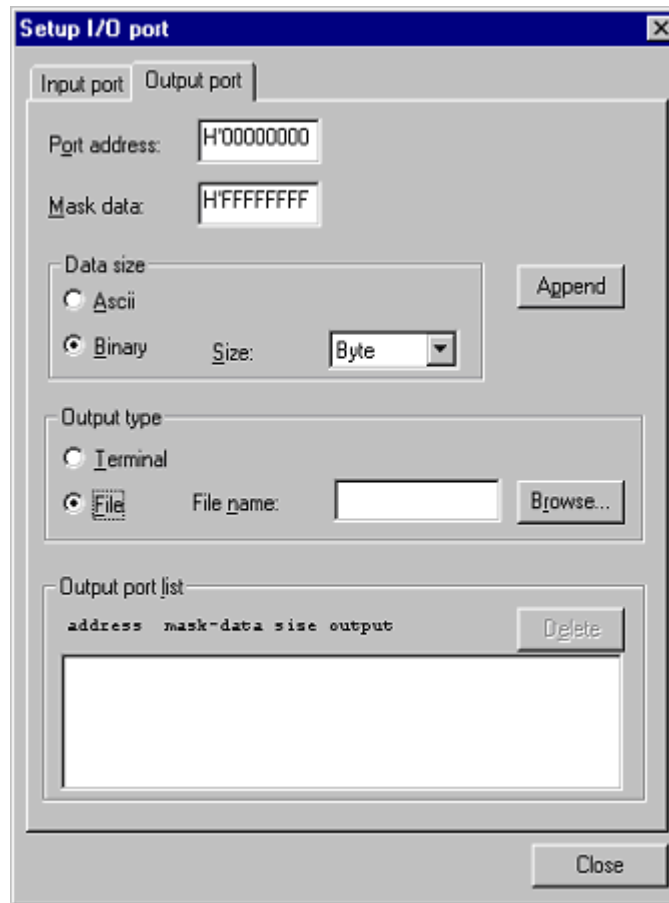 Setup I/O port
Input port Output port
Port address: H'00000000
Mask data: H'FFFFFFFF
Data size
Ascii
Append
Binary Size: Byte
Output type
Terminal
File File name: Browse...
Output port list
address mask-data size output
Delete
Close